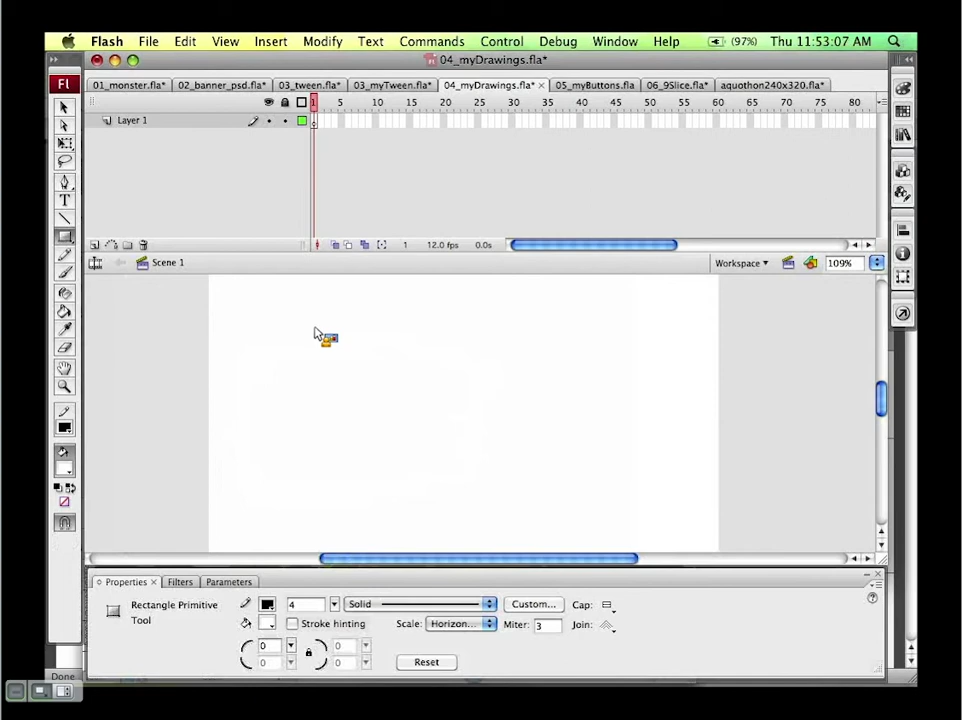 Flash File Edit View Insert Modify Text Commands Control Debug Window Help (97%) Thu 11:53:07 AM
04_myDrawings.fla*
Fl 01_monster.fla* 02_banner_psd.fla* 03_tween.fla* 03_myTween.fla* 04_myDrawings.fla* 05_myButtons.fla 06_9Slice.fla* aquothon240x320.fla*
1 5 10 15 20 25 30 35 40 45 50 55 60 65 70 75 80
Layer 1
T
1 12.0 fps 0.0s
Scene 1 Workspace 109%
Properties Filters Parameters
Rectangle Primitive Tool 4 Solid Custom... Cap:
Stroke hinting Scale: Horizon... Miter: 3 Join:
0 0
0 0 Reset
Done